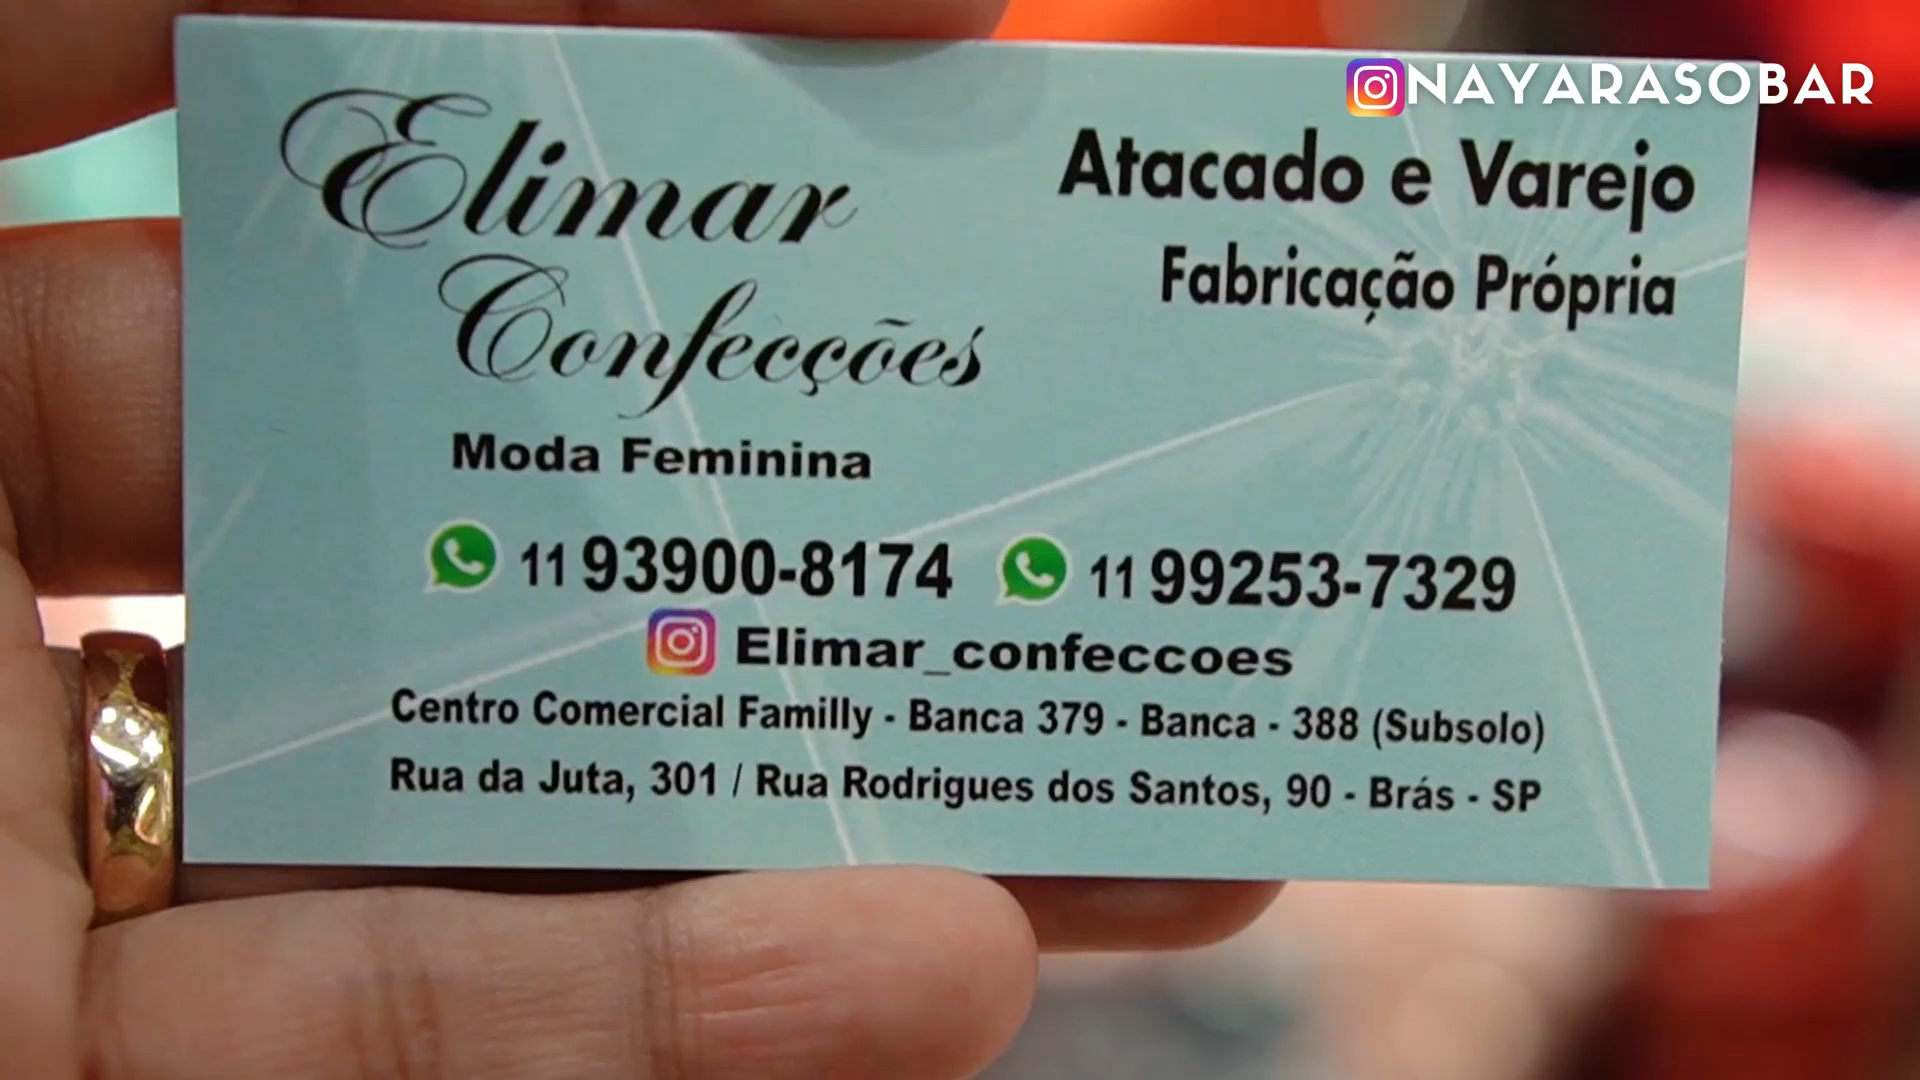 NAYARASOBAR
Elimar
Confecções
Moda Feminina
Atacado e Varejo
Fabricação Própria
11 93900-8174 11 99253-7329
Elimar_confeccoes
Centro Comercial Familly - Banca 379 - Banca - 388 (Subsolo)
Rua da Juta, 301 / Rua Rodrigues dos Santos, 90 - Brás - SP